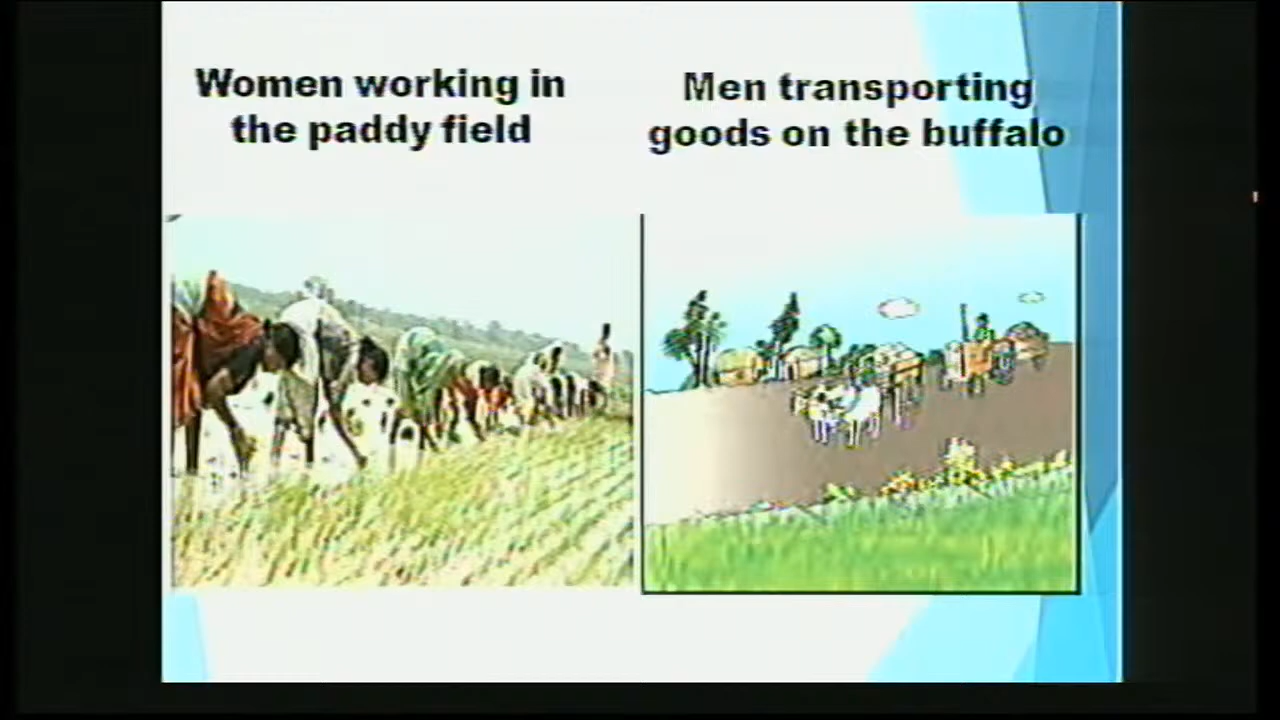 Women working in
the paddy field
Men transporting
goods on the buffalo